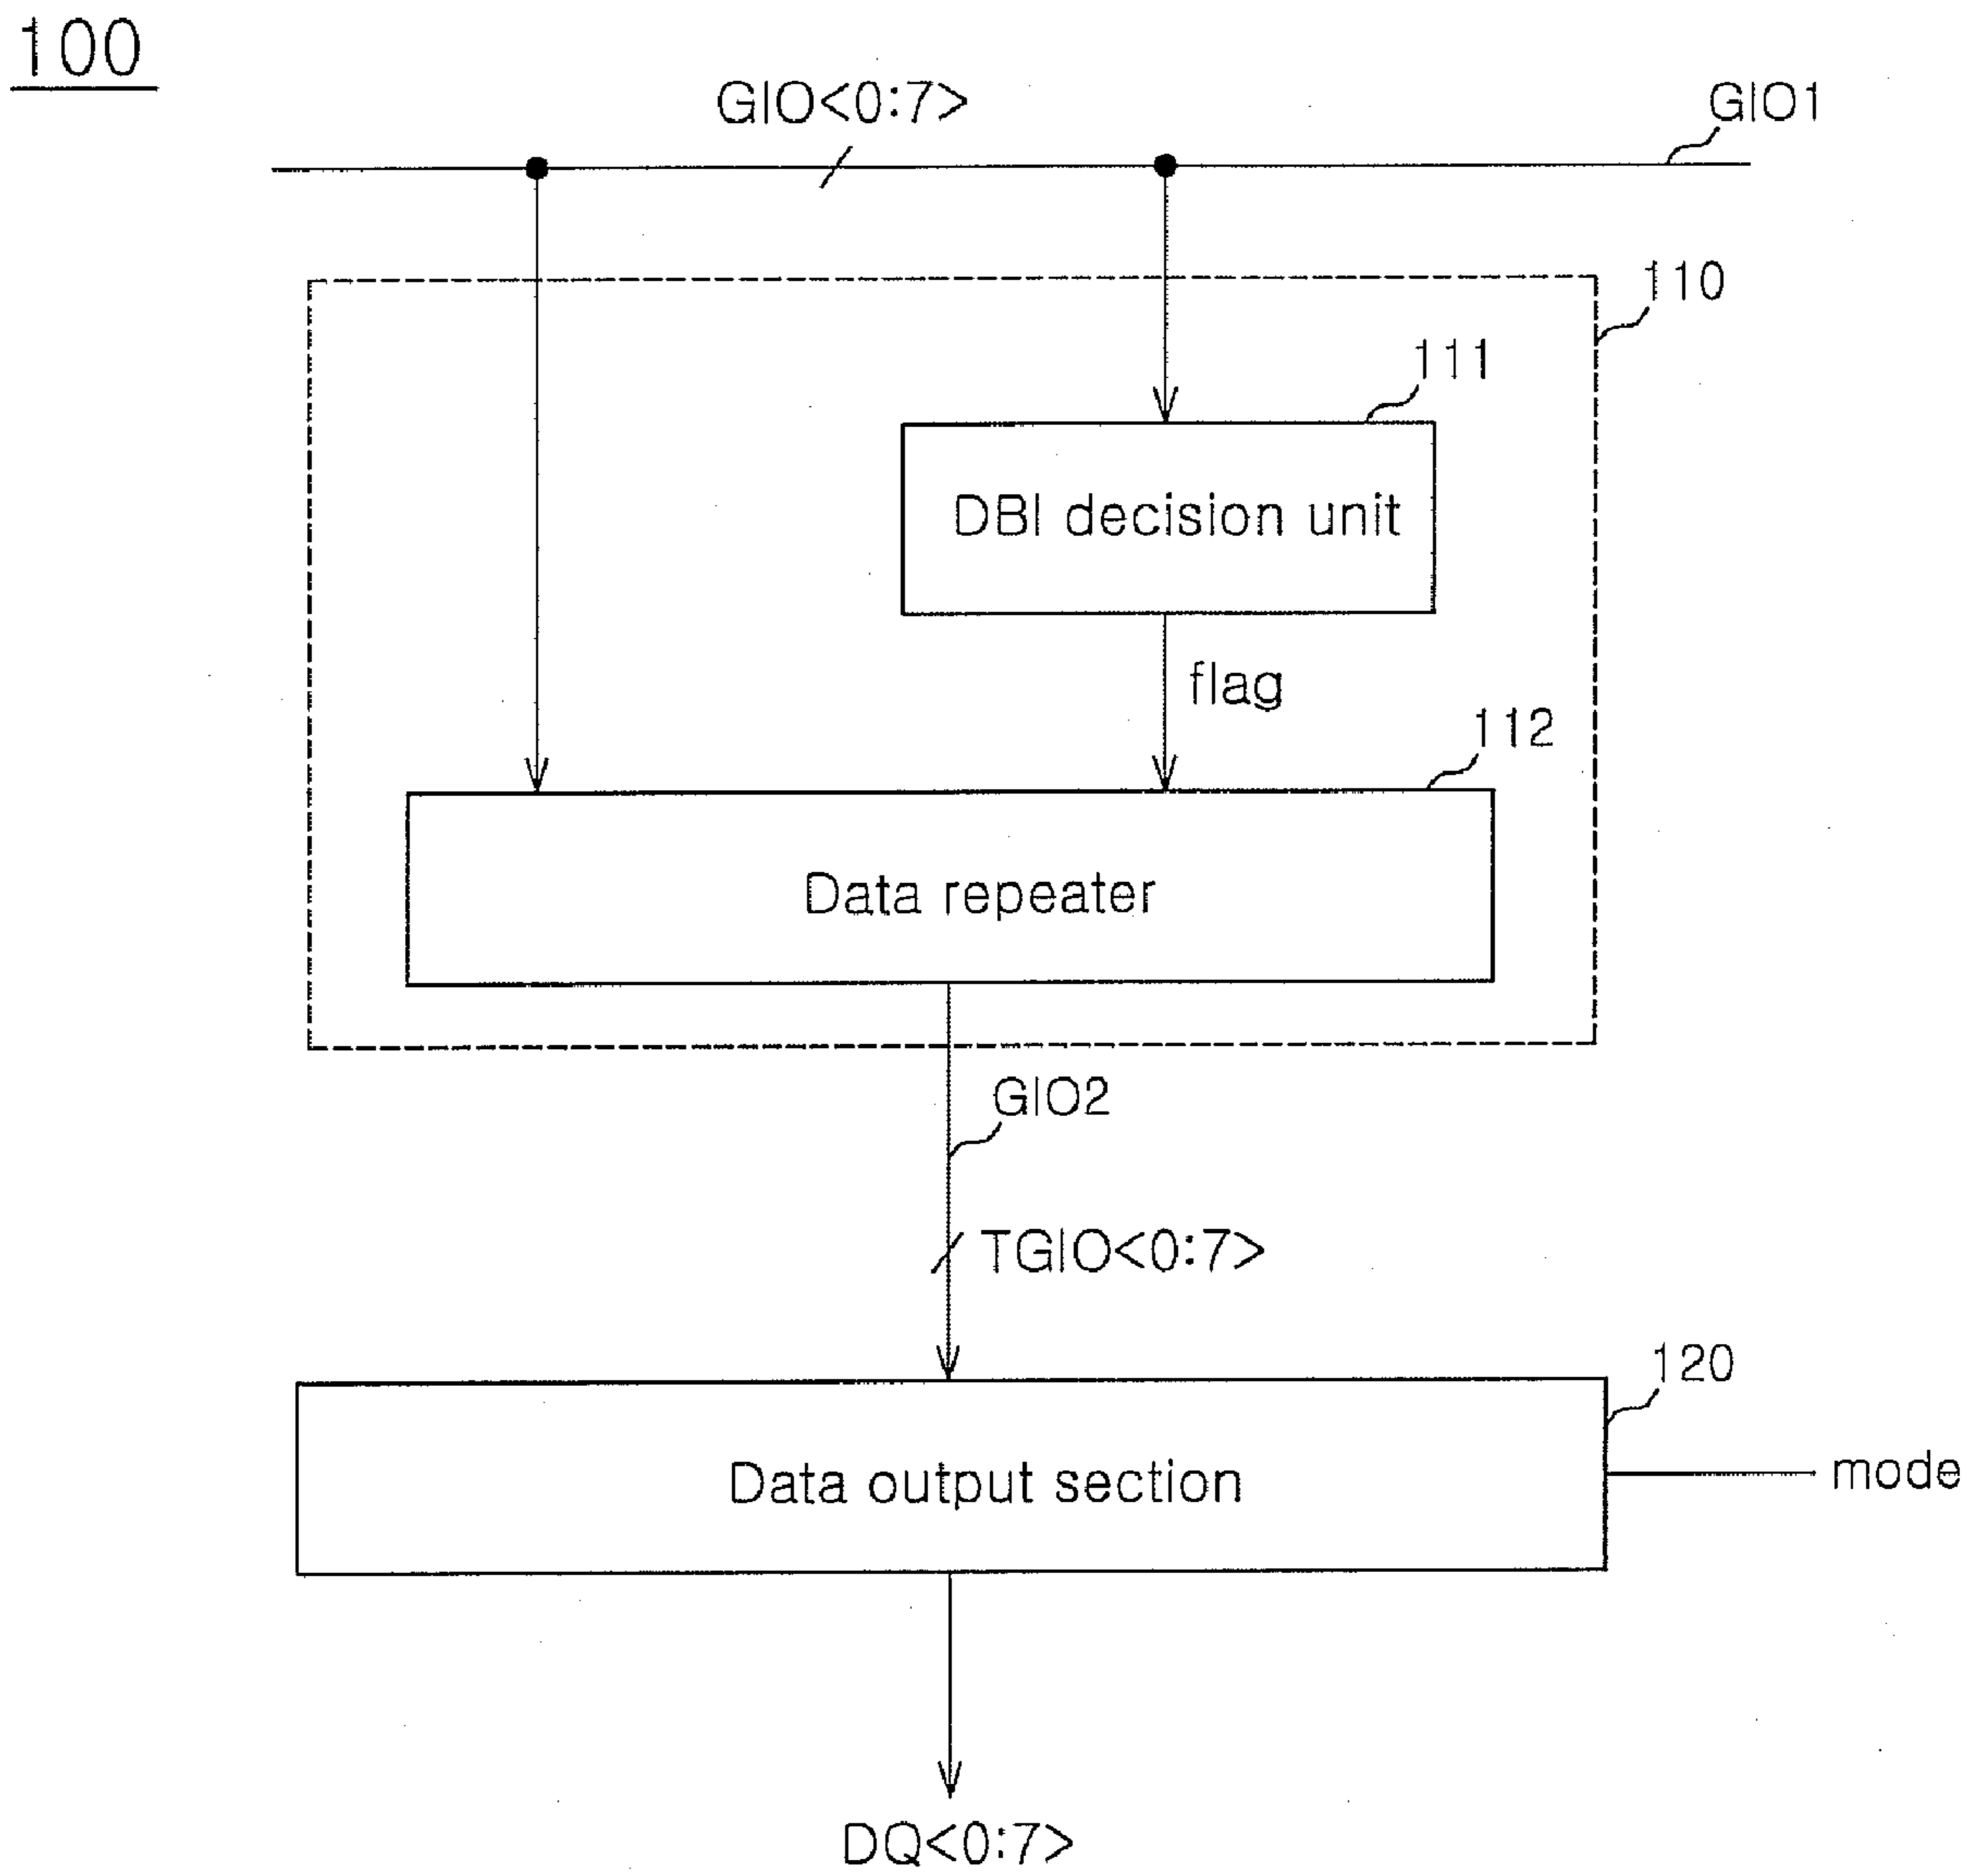 100
GIO<0:7>
GIO1
110
111
DBI decision unit
flag
112
Data repeater
GIO2
TGIO<0:7>
120
Data output section
mode
DQ<0:7>